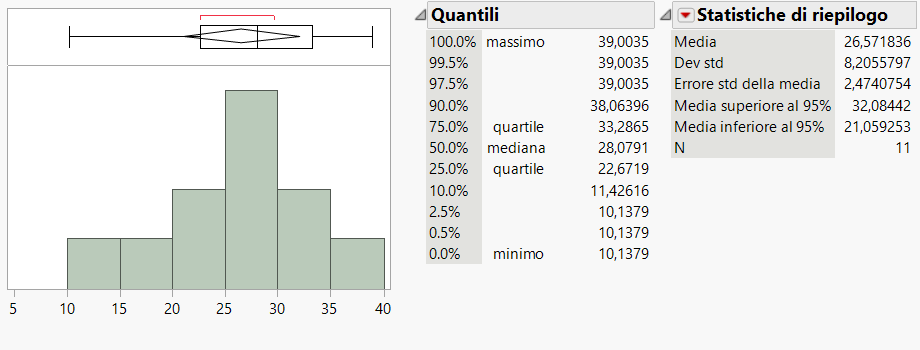 5 10 15 20 25 30 35 40
Quantili
100.0% massimo 39,0035
99.5% 39,0035
97.5% 39,0035
90.0% 38,06396
75.0% quartile 33,2865
50.0% mediana 28,0791
25.0% quartile 22,6719
10.0% 11,42616
2.5% 10,1379
0.5% 10,1379
0.0% minimo 10,1379
Statistiche di riepilogo
Media 26,571836
Dev std 8,2055797
Errore std della media 2,4740754
Media superiore al 95% 32,08442
Media inferiore al 95% 21,059253
N 11